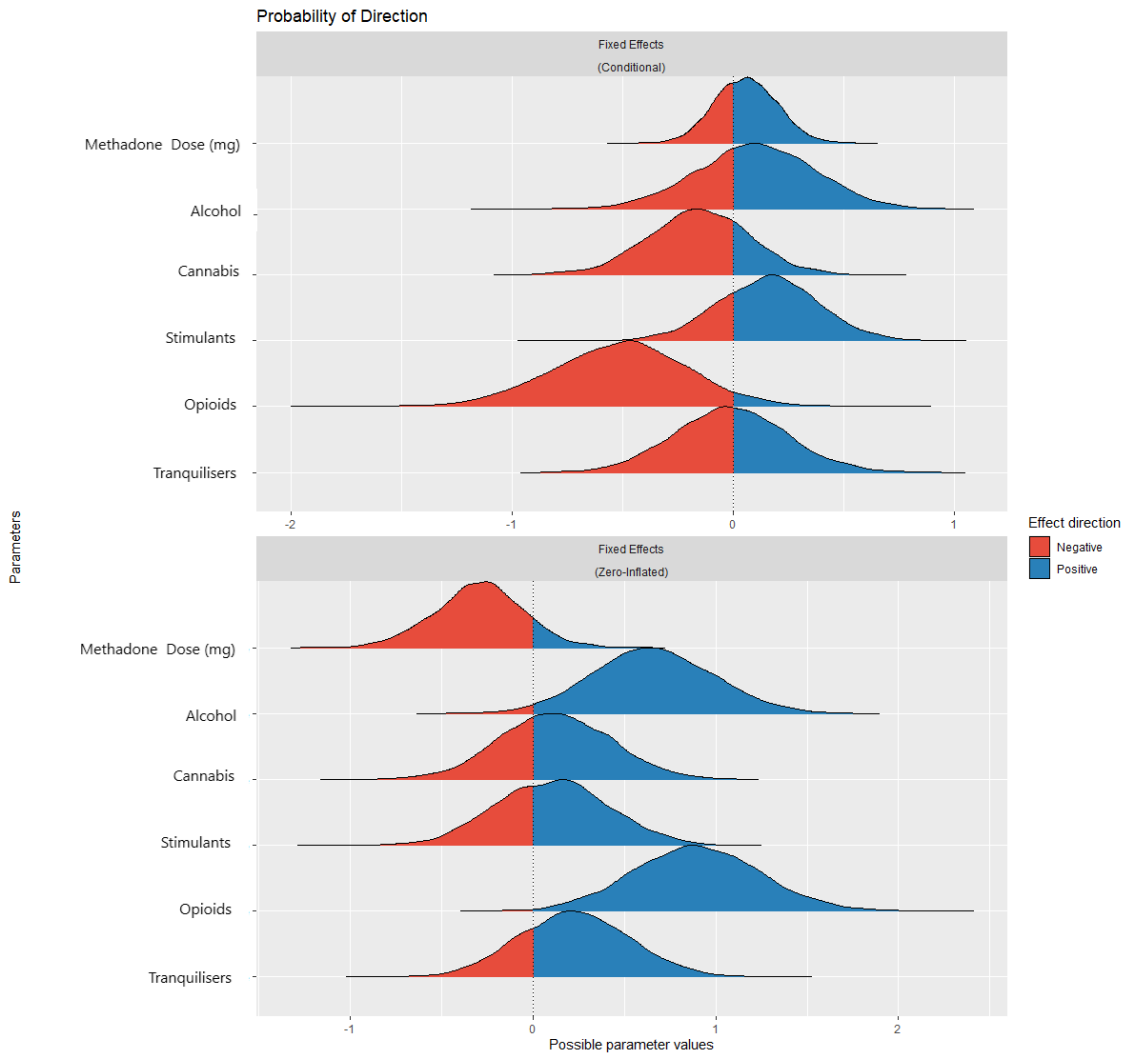 Probability of Direction
Fixed Effects
(Conditional)
Methadone Dose (mg)
Alcohol
Cannabis
Stimulants
Opioids
Tranquilisers
-2
-1
0
1
Parameters
Effect direction
Negative
Positive
Fixed Effects
(Zero-Inflated)
Methadone Dose (mg)
Alcohol
Cannabis
Stimulants
Opioids
Tranquilisers
-1
0
1
2
Possible parameter values